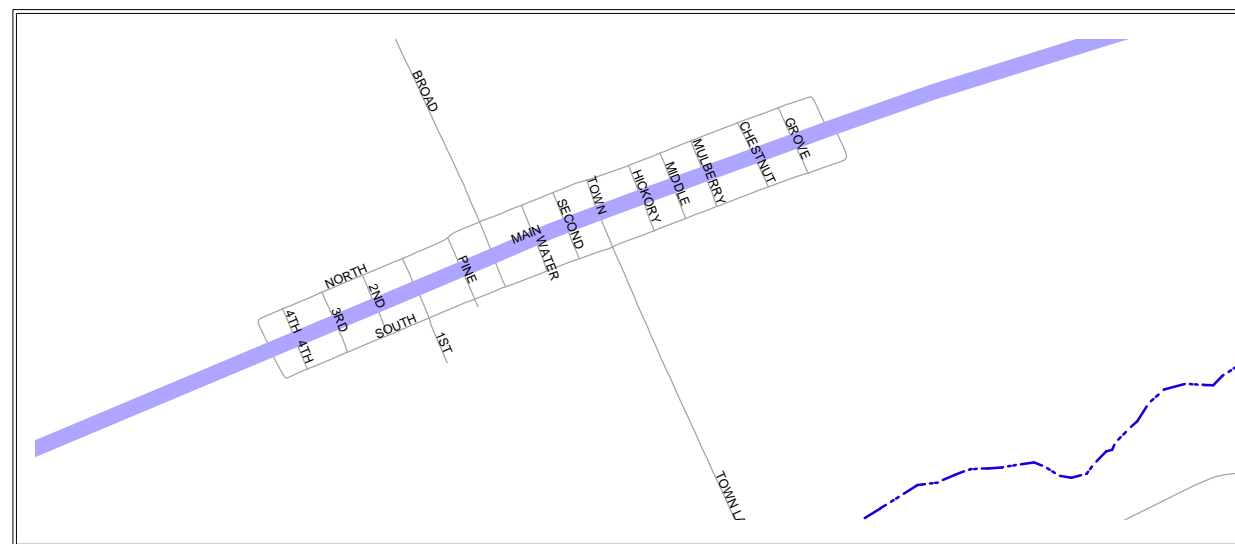 BROAD
GROVE
CHESTNUT
MULBERRY
MIDDLE
HICKORY
TOWN
SECOND
MAIN
WATER
PINE
NORTH
2ND
3RD
4TH
4TH
SOUTH
1ST
TOWN